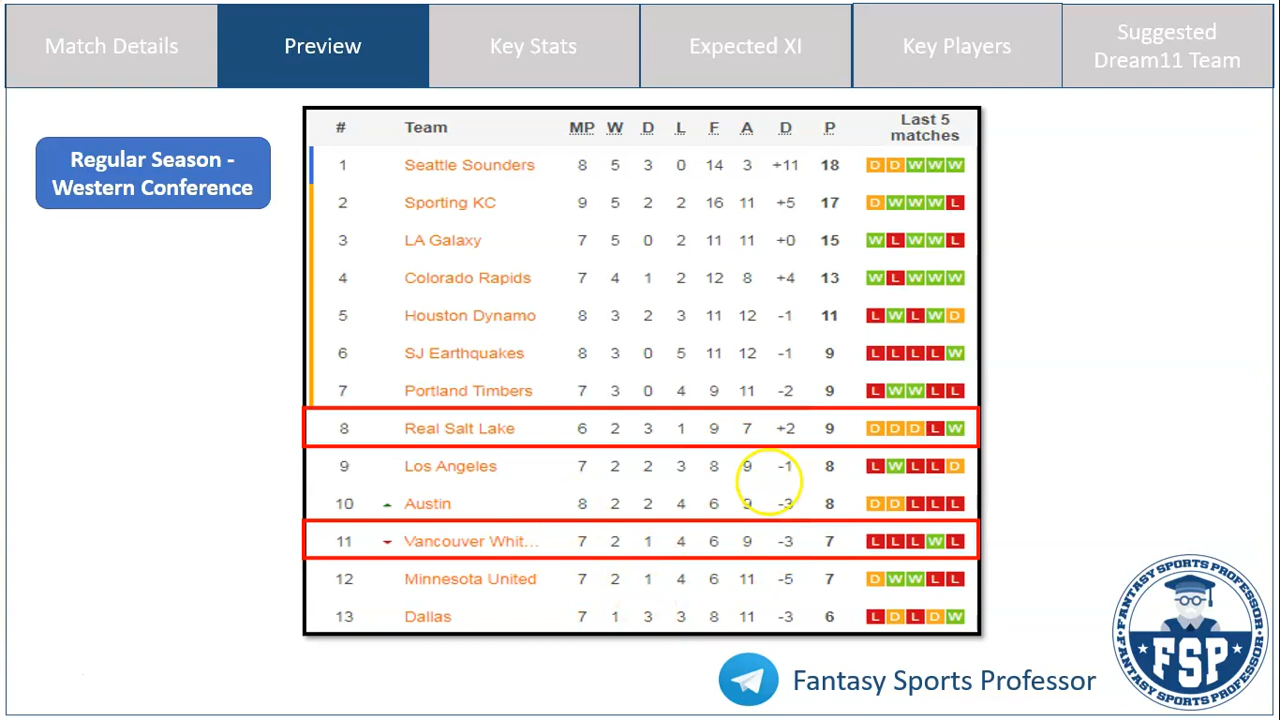 Match Details
Preview
Key Stats
Expected XI
Key Players
Suggested
Dream11 Team
Regular Season -
Western Conference
# Team MP W D L F A D P Last 5
matches
1 Seattle Sounders 8 5 3 0 14 3 +11 18 D D W W W
2 Sporting KC 9 5 2 2 16 11 +5 17 D W W W L
3 LA Galaxy 7 5 0 2 11 11 +0 15 W L W W L
4 Colorado Rapids 7 4 1 2 12 8 +4 13 W L W W W
5 Houston Dynamo 8 3 2 3 11 12 -1 11 L W L W D
6 SJ Earthquakes 8 3 0 5 11 12 -1 9 L L L L W
7 Portland Timbers 7 3 0 4 9 11 -2 9 L W W L L
8 Real Salt Lake 6 2 3 1 9 7 +2 9 D D D L W
9 Los Angeles 7 2 2 3 8 9 -1 8 L W L L D
10 Austin 8 2 2 4 6 9 -3 8 D D L L L
11 Vancouver Whit... 7 2 1 4 6 9 -3 7 L L L W L
12 Minnesota United 7 2 1 4 6 11 -5 7 D W W L L
13 Dallas 7 1 3 3 8 11 -3 6 L D L D W
Fantasy Sports Professor
FANTASY SPORTS PROFESSOR
FSP
FANTASY SPORTS PROFESSOR